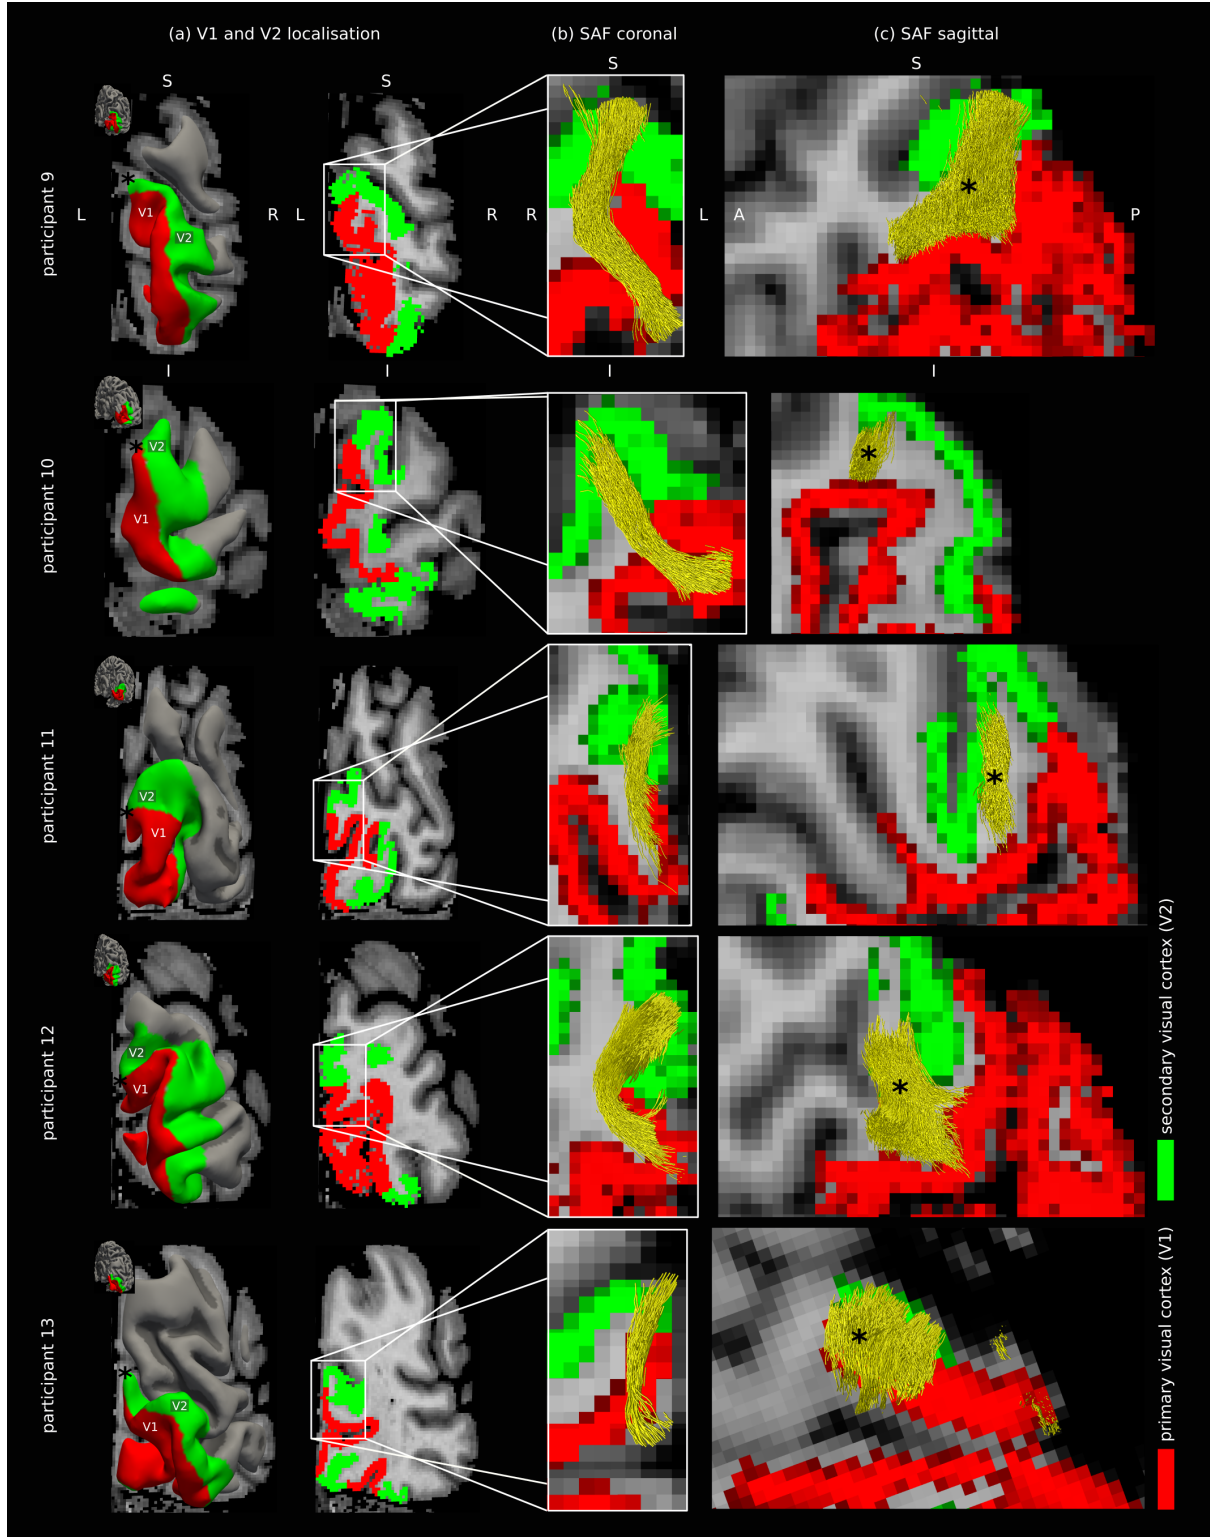 (a) V1 and V2 localisation
(b) SAF coronal
(c) SAF sagittal
S
S
S
S
participant 9
L
V1
V2
R
L
R
R
L
A
*
*
P
I
I
I
I
participant 10
*
V2
V1
*
participant 11
V2
*
V1
*
participant 12
V2
*
V1
*
participant 13
*
V2
V1
*
secondary visual cortex (V2)
primary visual cortex (V1)